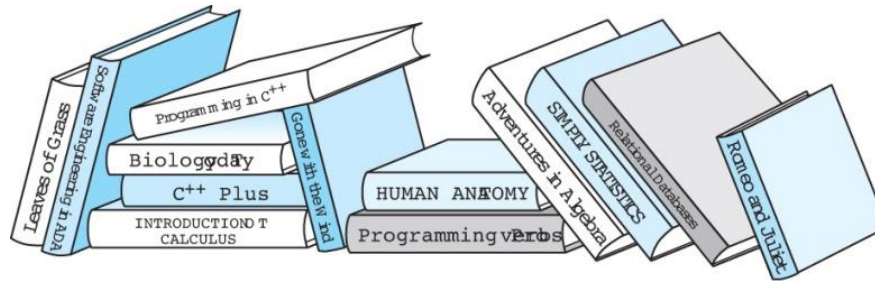 Leaves of Grass
Software Engineering in ADA
Programming in C++
Biology
C++ Plus
INTRODUCTION T
CALCULUS
Gone with the Wind
HUMAN ANATOMY
Programming
Adventures in Algebra
SIMPLY STATISTICS
Relational Databases
Romeo and Juliet